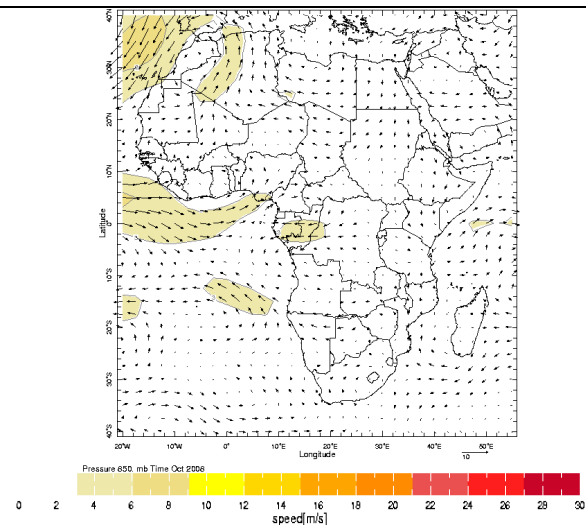 40°N
30°N
20°N
10°N
0°
10°S
20°S
30°S
40°S
Latitude
20°W 10°W 0° 10°E 20°E 30°E 40°E 50°E
Longitude
10
Pressure 850. mb Time Oct 2008
0 2 4 6 8 10 12 14 16 18 20 21 22 24 26 28 30
speed[m/s]